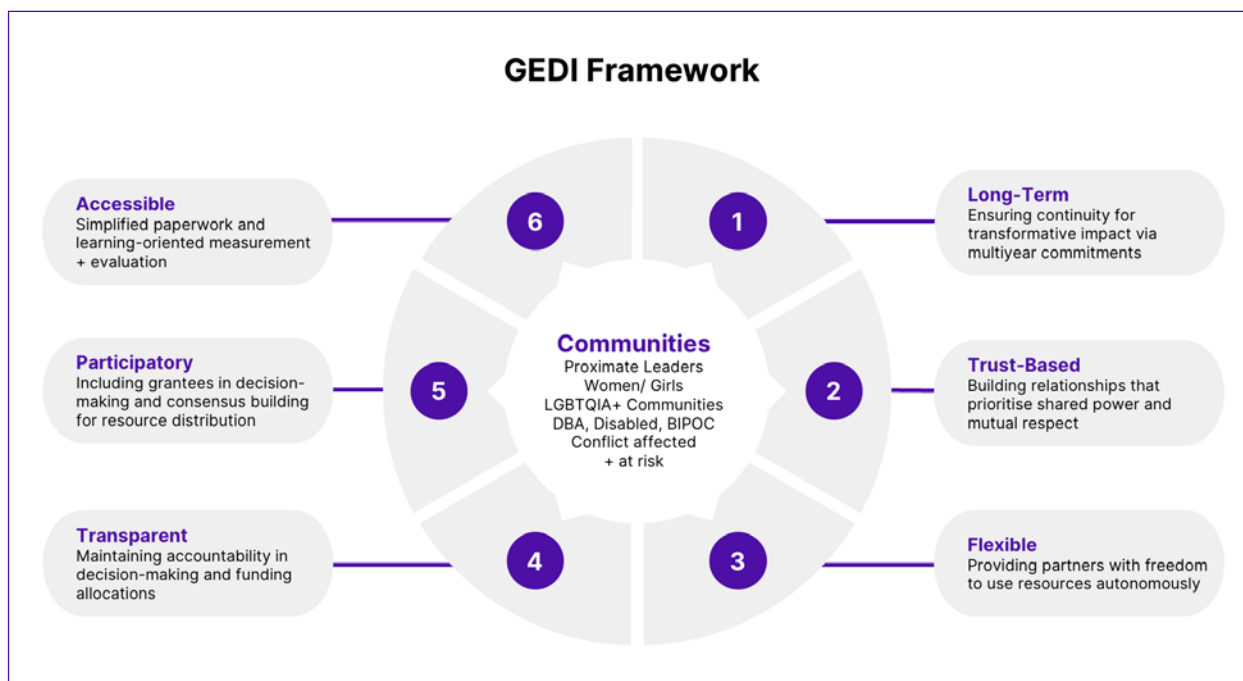 GEDI Framework
Accessible
Simplified paperwork and
learning-oriented measurement
+ evaluation
6
1
Long-Term
Ensuring continuity for
transformative impact via
multiyear commitments
Participatory
Including grantees in decision-
making and consensus building
for resource distribution
5
Communities
Proximate Leaders
Women/ Girls
LGBTQIA+ Communities
DBA, Disabled, BIPOC
Conflict affected
+ at risk
2
Trust-Based
Building relationships that
prioritise shared power and
mutual respect
Transparent
Maintaining accountability in
decision-making and funding
allocations
4
3
Flexible
Providing partners with freedom
to use resources autonomously